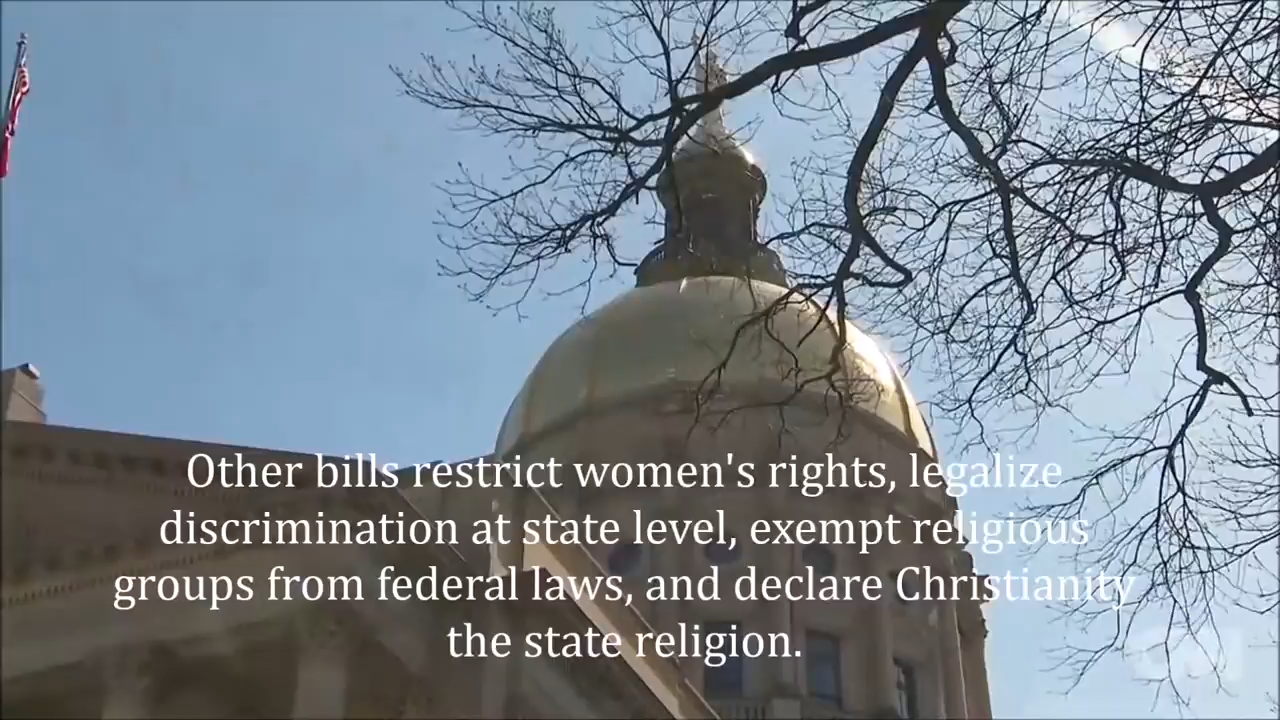 Other bills restrict women's rights, legalize
discrimination at state level, exempt religious
groups from federal laws, and declare Christianity
the state religion.
CNN